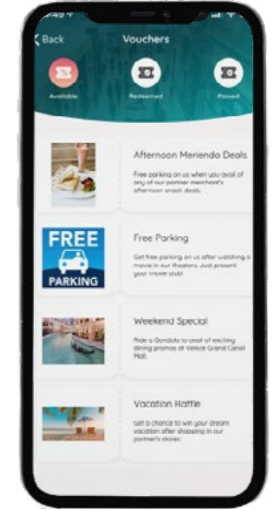 Back
Vouchers
Available
Redeemed
Passed
Afternoon Merienda Deals
Free parking on us when you avail of
any of our partner merchant's
afternoon snack deals.
FREE
PARKING
Free Parking
Get free parking on us after watching a
movie in our theaters. Just present
your movie stub!
Weekend Special
Ride a Gondola to avail of exciting
dining promos at Venice Grand Canal
Mall.
Vacation Raffle
Get a chance to win your dream
vacation after shopping in our
partner's stores.